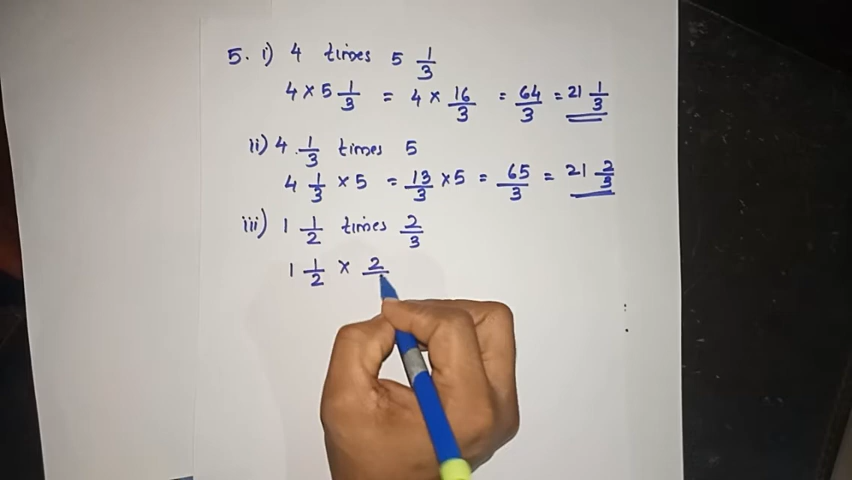 5. i) 4 times 5 1/3
4 × 5 1/3 = 4 × 16/3 = 64/3 = 21 1/3
ii) 4 1/3 times 5
4 1/3 × 5 = 13/3 × 5 = 65/3 = 21 2/3
iii) 1 1/2 times 2/3
1 1/2 × 2/